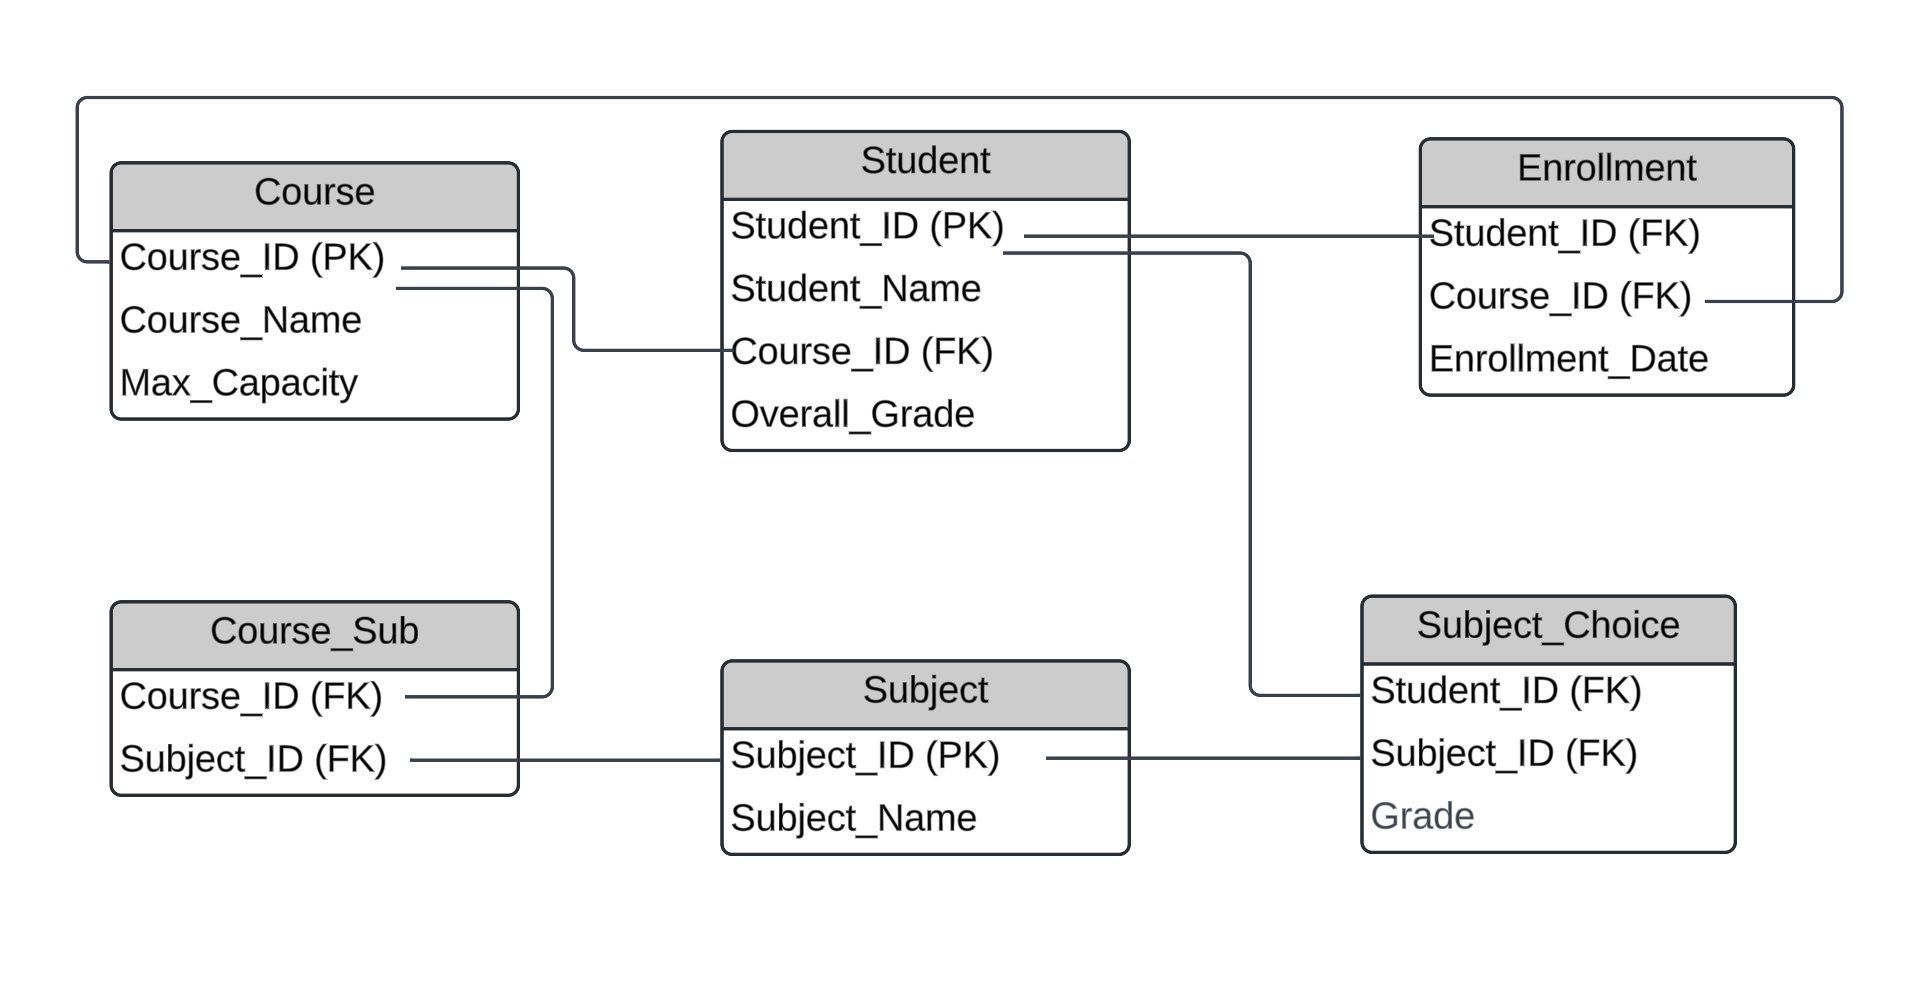 Course
Course_ID (PK)
Course_Name
Max_Capacity
Student
Student_ID (PK)
Student_Name
Course_ID (FK)
Overall_Grade
Enrollment
Student_ID (FK)
Course_ID (FK)
Enrollment_Date
Course_Sub
Course_ID (FK)
Subject_ID (FK)
Subject
Subject_ID (PK)
Subject_Name
Subject_Choice
Student_ID (FK)
Subject_ID (FK)
Grade